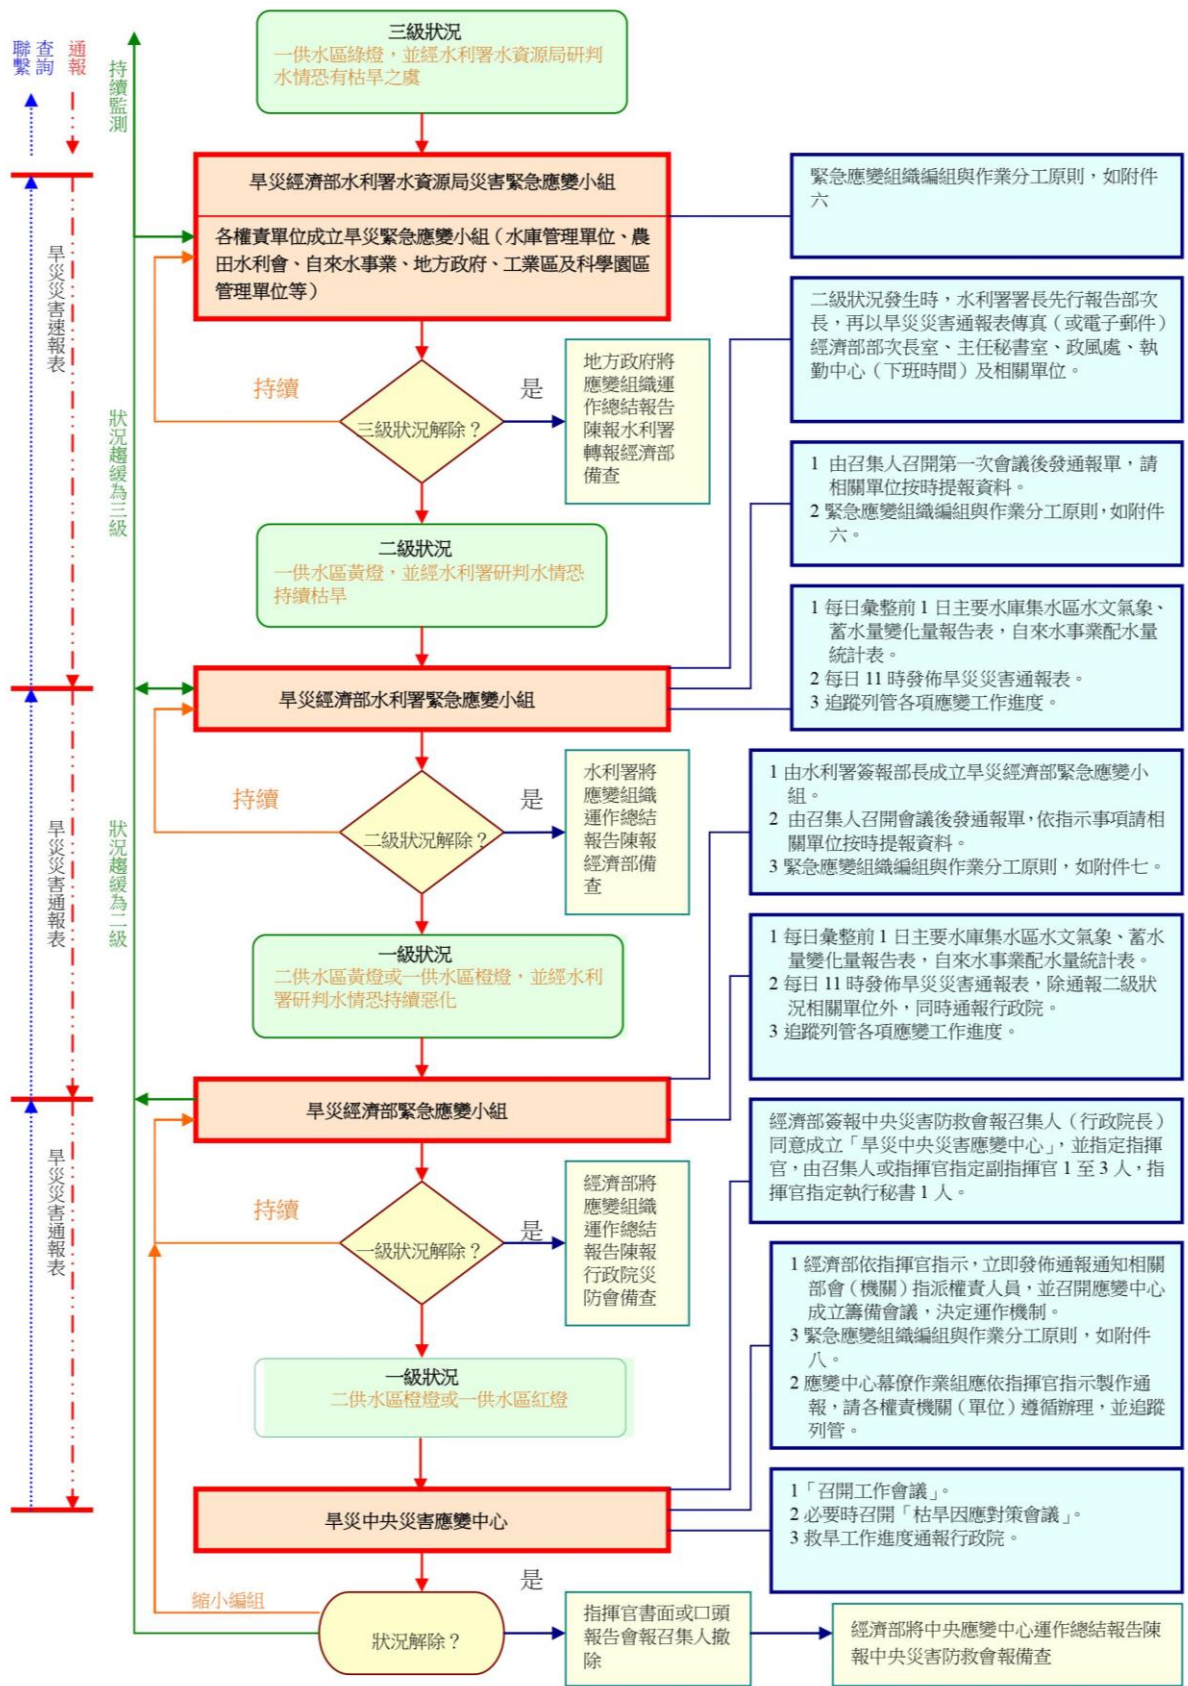 三級狀況
一供水區綠燈，並經水利署水資源局研判
水情恐有枯旱之虞
聯繫
查詢
通報
持續監測
旱災經濟部水利署水資源局災害緊急應變小組
各權責單位成立旱災緊急應變小組（水庫管理單位、農
田水利會、自來水事業、地方政府、工業區及科學園區
管理單位等）
緊急應變組織編組與作業分工原則，如附件
六
旱災災害速報表
二級狀況發生時，水利署署長先行報告部次
長，再以旱災災害通報表傳真（或電子郵件）
經濟部部次長室、主任秘書室、政風處、執
勤中心（下班時間）及相關單位。
持續
三級狀況解除？
是
地方政府將
應變組織運
作總結報告
陳報水利署
轉報經濟部
備查
狀況趨緩為三級
1 由召集人召開第一次會議後發通報單，請
相關單位按時提報資料。
2 緊急應變組織編組與作業分工原則，如附件
六。
二級狀況
一供水區黃燈，並經水利署研判水情恐
持續枯旱
1 每日彙整前 1 日主要水庫集水區水文氣象、
蓄水量變化量報告表，自來水事業配水量
統計表。
2 每日 11 時發佈旱災災害通報表。
3 追蹤列管各項應變工作進度。
旱災經濟部水利署緊急應變小組
持續
二級狀況解除？
是
水利署將
應變組織
運作總結
報告陳報
經濟部備
查
1 由水利署簽報部長成立旱災經濟部緊急應變小
組。
2 由召集人召開會議後發通報單，依指示事項請相
關單位按時提報資料。
3 緊急應變組織編組與作業分工原則，如附件七。
旱災災害通報表
狀況趨緩為二級
一級狀況
二供水區黃燈或一供水區橙燈，並經水利
署研判水情恐持續惡化
1 每日彙整前 1 日主要水庫集水區水文氣象、蓄水
量變化量報告表，自來水事業配水量統計表。
2 每日 11 時發佈旱災災害通報表，除通報二級狀
況相關單位外，同時通報行政院。
3 追蹤列管各項應變工作進度。
旱災經濟部緊急應變小組
經濟部簽報中央災害防救會報召集人（行政院長）
同意成立「旱災中央災害應變中心」，並指定指揮
官，由召集人或指揮官指定副指揮官 1 至 3 人，指
揮官指定執行秘書 1 人。
旱災災害通報表
持續
一級狀況解除？
是
經濟部將
應變組織
運作總結
報告陳報
行政院災
防會備查
1 經濟部依指揮官指示，立即發佈通報通知相關
部會（機關）指派權責人員，並召開應變中心
成立籌備會議，決定運作機制。
3 緊急應變組織編組與作業分工原則，如附件
八。
2 應變中心幕僚作業組應依指揮官指示製作通
報，請各權責機關（單位）遵循辦理，並追蹤
列管。
一級狀況
二供水區橙燈或一供水區紅燈
旱災中央災害應變中心
1「召開工作會議」。
2 必要時召開「枯旱因應對策會議」。
3 救旱工作進度通報行政院。
縮小編組
狀況解除？
是
指揮官書面或口頭
報告會報召集人撤
除
經濟部將中央應變中心運作總結報告陳
報中央災害防救會報備查